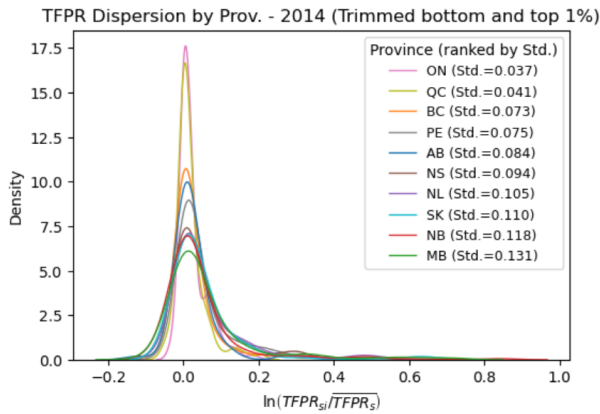 TFPR Dispersion by Prov. - 2014 (Trimmed bottom and top 1%)
Province (ranked by Std.)
ON (Std.=0.037)
QC (Std.=0.041)
BC (Std.=0.073)
PE (Std.=0.075)
AB (Std.=0.084)
NS (Std.=0.094)
NL (Std.=0.105)
SK (Std.=0.110)
NB (Std.=0.118)
MB (Std.=0.131)
Density
17.5
15.0
12.5
10.0
7.5
5.0
2.5
0.0
−0.2 0.0 0.2 0.4 0.6 0.8 1.0
ln(TFPR_{si}/\overline{TFPR_s})